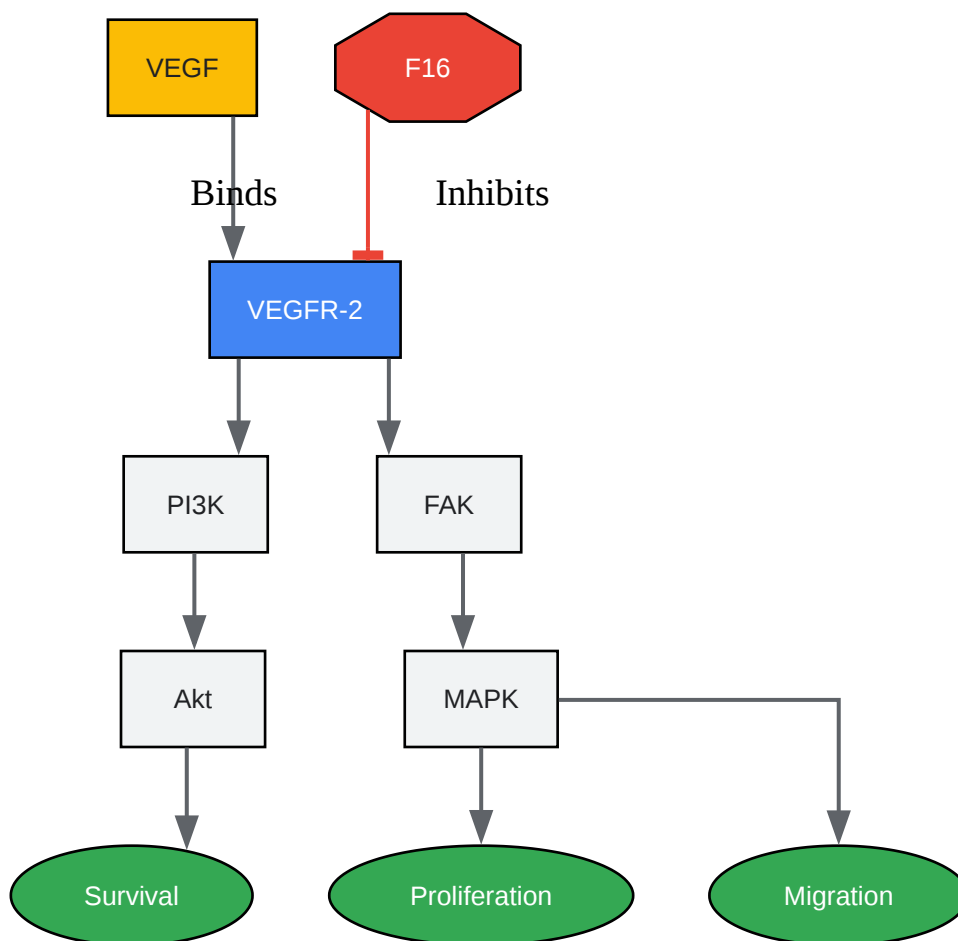 VEGF
F16
Binds
Inhibits
VEGFR-2
PI3K
FAK
Akt
MAPK
Survival
Proliferation
Migration